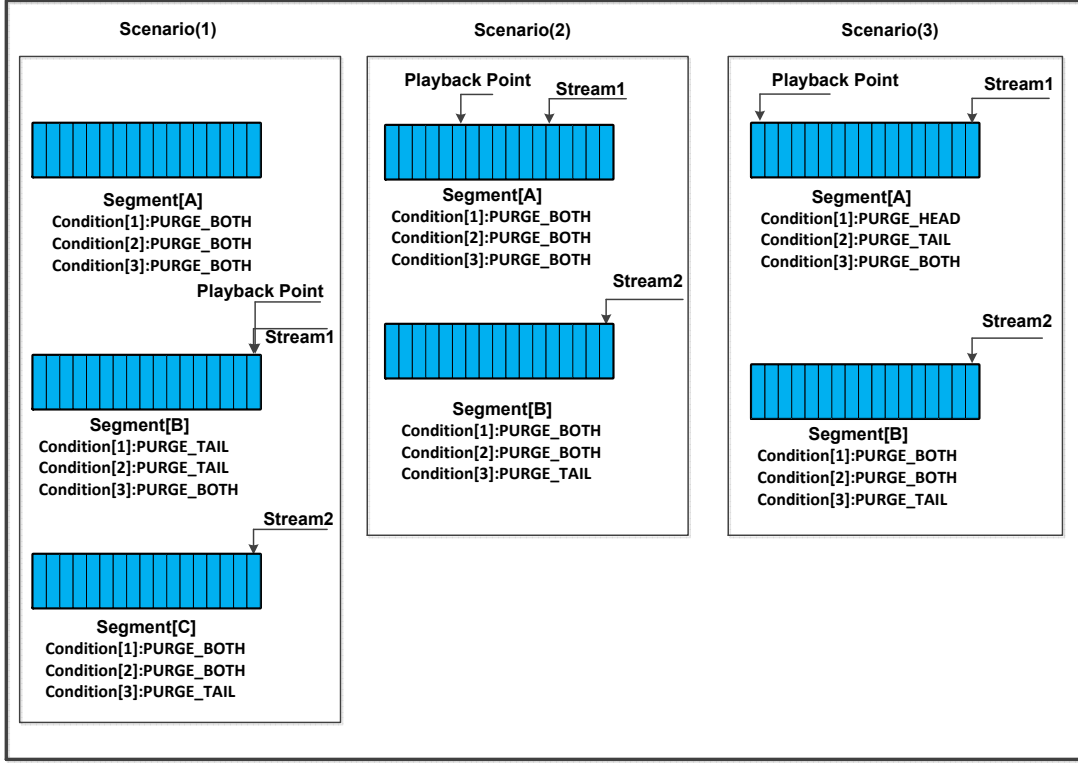 Scenario(1)
Segment[A]
Condition[1]:PURGE_BOTH
Condition[2]:PURGE_BOTH
Condition[3]:PURGE_BOTH
Playback Point
Stream1
Segment[B]
Condition[1]:PURGE_TAIL
Condition[2]:PURGE_TAIL
Condition[3]:PURGE_BOTH
Stream2
Segment[C]
Condition[1]:PURGE_BOTH
Condition[2]:PURGE_BOTH
Condition[3]:PURGE_TAIL
Scenario(2)
Playback Point
Stream1
Segment[A]
Condition[1]:PURGE_BOTH
Condition[2]:PURGE_BOTH
Condition[3]:PURGE_BOTH
Stream2
Segment[B]
Condition[1]:PURGE_BOTH
Condition[2]:PURGE_BOTH
Condition[3]:PURGE_TAIL
Scenario(3)
Playback Point
Stream1
Segment[A]
Condition[1]:PURGE_HEAD
Condition[2]:PURGE_TAIL
Condition[3]:PURGE_BOTH
Stream2
Segment[B]
Condition[1]:PURGE_BOTH
Condition[2]:PURGE_BOTH
Condition[3]:PURGE_TAIL